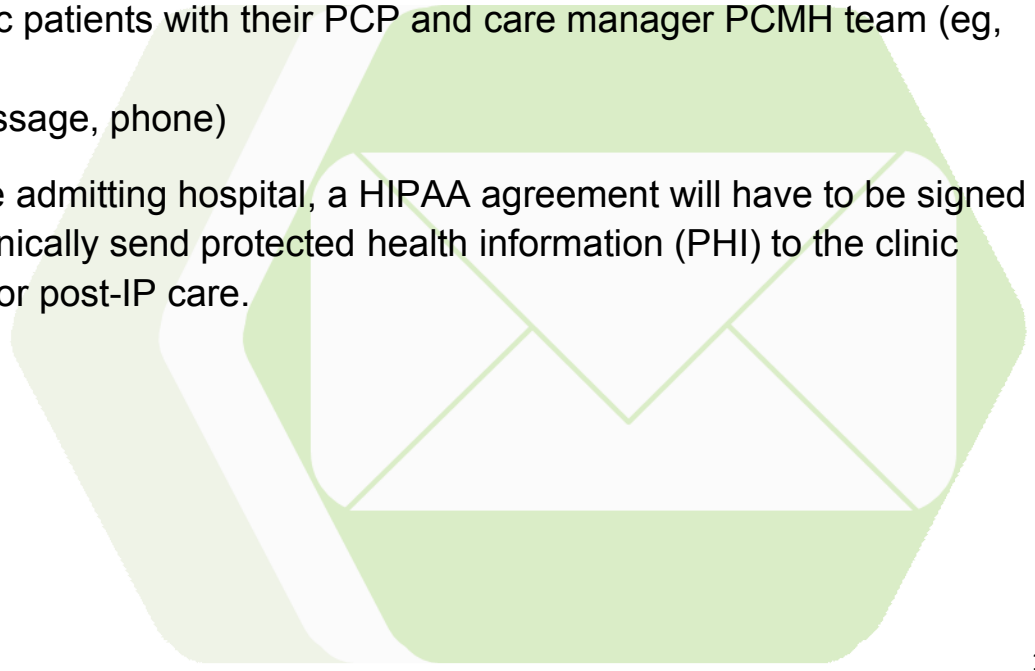 c patients with their PCP and care manager PCMH team (eg,
ssage, phone)
e admitting hospital, a HIPAA agreement will have to be signed
nically send protected health information (PHI) to the clinic
or post-IP care.